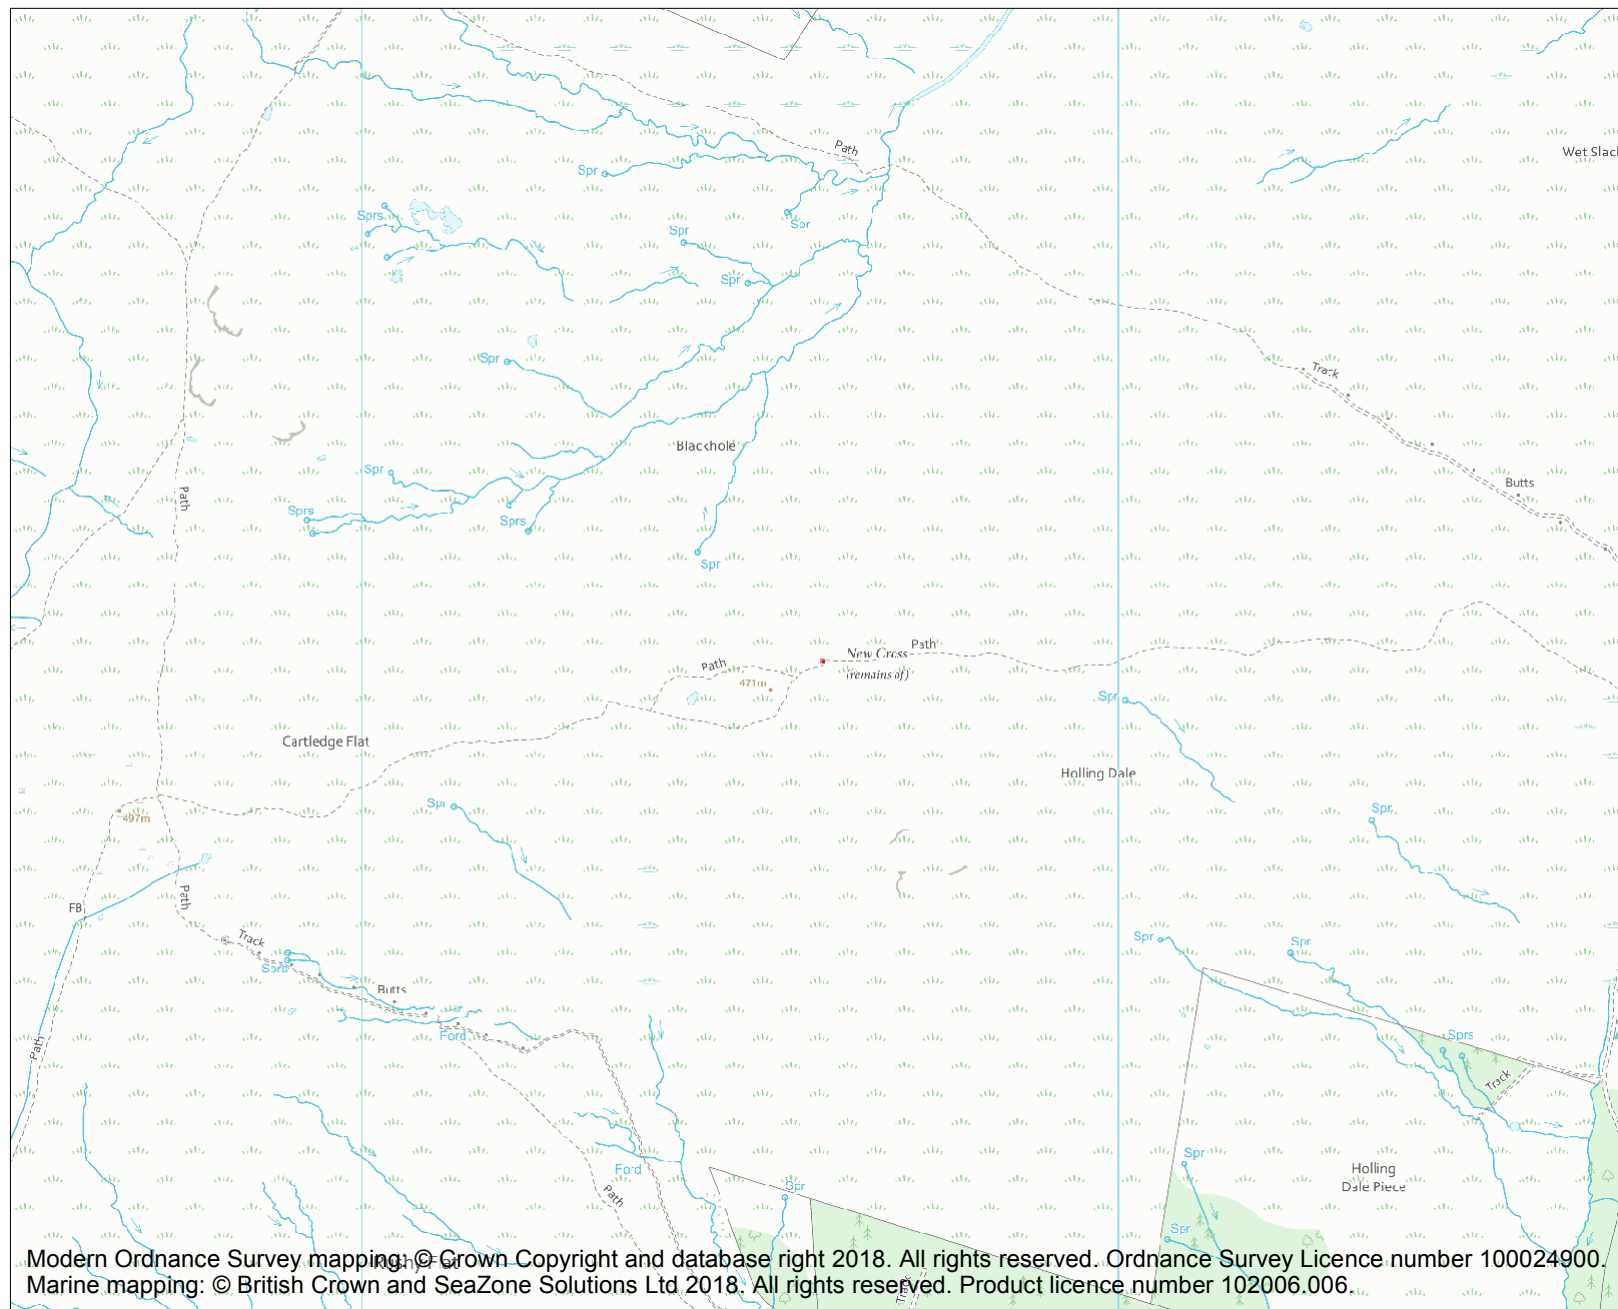 Path
Wet Slack
Spr
Sprs
Spr
Spr
Spr
Spr
Track
Blackhole
Spr
Butts
Path
Sprs
Sprs
Spr
Path
New Cross
(remains of)
Path
471m
Spr
Cartledge Flat
Holling Dale
Spr
Spr
497m
Path
FB
Track
Spr
Spr
Sprs
Butts
Ford
Sprs
Path
Track
Spr
Ford
Holling
Dale Piece
Path
Spr
Spr
Rushy Flat
Track
Modern Ordnance Survey mapping: © Crown Copyright and database right 2018. All rights reserved. Ordnance Survey Licence number 100024900.
Marine mapping: © British Crown and SeaZone Solutions Ltd 2018. All rights reserved. Product licence number 102006.006.